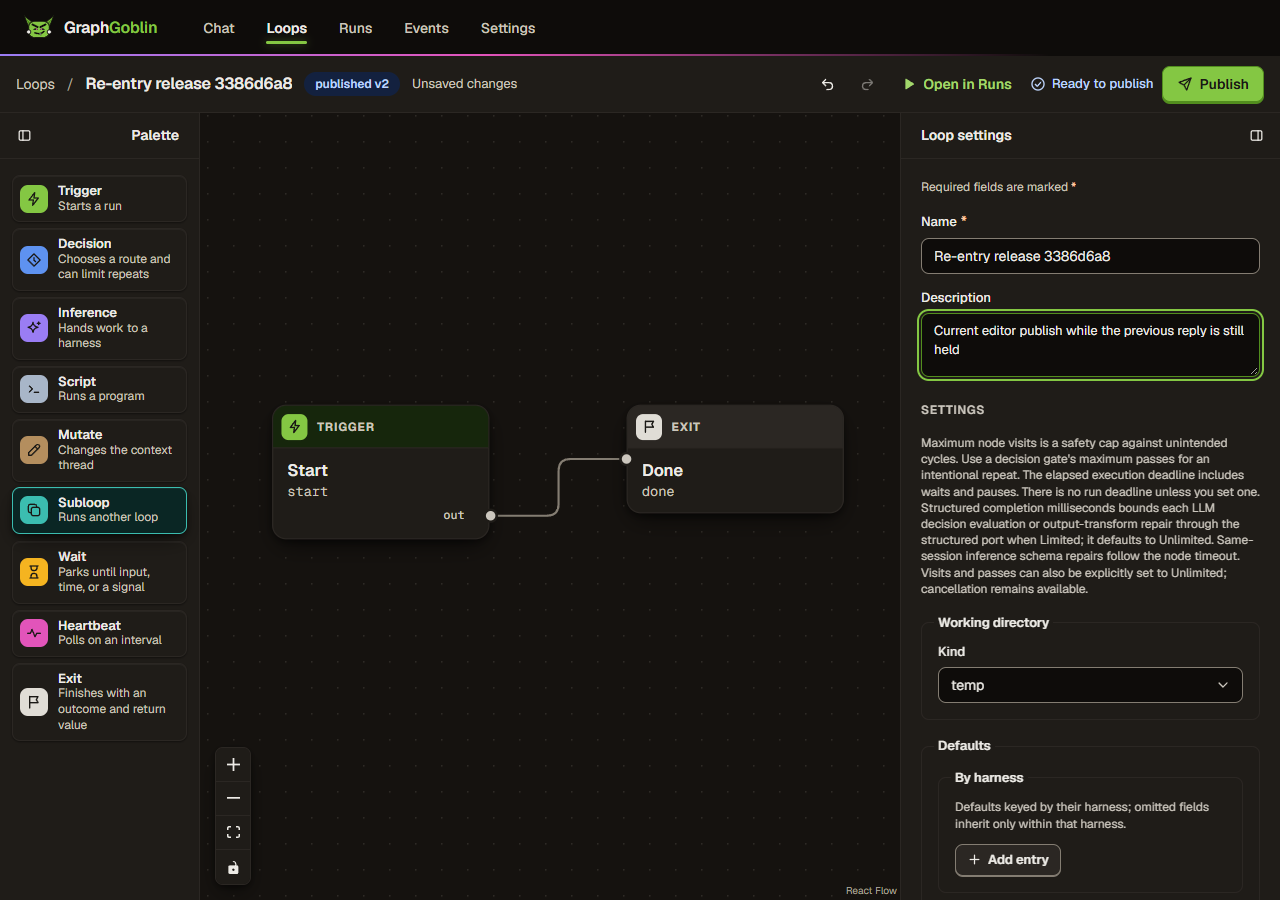 GraphGoblin
Chat
Loops
Runs
Events
Settings
Loops / Re-entry release 3386d6a8
published v2
Unsaved changes
Open in Runs
Ready to publish
Publish
Palette
Trigger
Starts a run
Decision
Chooses a route and
can limit repeats
Inference
Hands work to a
harness
Script
Runs a program
Mutate
Changes the context
thread
Subloop
Runs another loop
Wait
Parks until input,
time, or a signal
Heartbeat
Polls on an interval
Exit
Finishes with an
outcome and return
value
TRIGGER
Start
start
out
EXIT
Done
done
React Flow
Loop settings
Required fields are marked *
Name *
Re-entry release 3386d6a8
Description
Current editor publish while the previous reply is still
held
SETTINGS
Maximum node visits is a safety cap against unintended
cycles. Use a decision gate's maximum passes for an
intentional repeat. The elapsed execution deadline includes
waits and pauses. There is no run deadline unless you set one.
Structured completion milliseconds bounds each LLM
decision evaluation or output-transform repair through the
structured port when Limited; it defaults to Unlimited. Same-
session inference schema repairs follow the node timeout.
Visits and passes can also be explicitly set to Unlimited;
cancellation remains available.
Working directory
Kind
temp
Defaults
By harness
Defaults keyed by their harness; omitted fields
inherit only within that harness.
Add entry